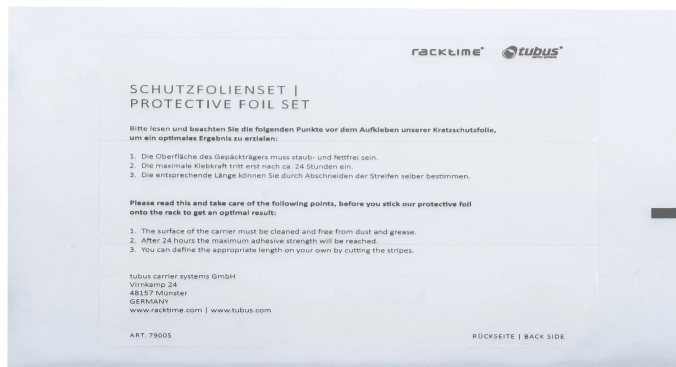 racktime
tubus
SCHUTZFOLIENSET |
PROTECTIVE FOIL SET
Bitte lesen und beachten Sie die folgenden Punkte vor dem Aufkleben unserer Kratzschutzfolie,
um ein optimales Ergebnis zu erzielen:
1. Die Oberfläche des Gepäckträgers muss staub- und fettfrei sein.
2. Die maximale Klebkraft tritt erst nach ca. 24 Stunden ein.
3. Die entsprechende Länge können Sie durch Abschneiden der Streifen selber bestimmen.
Please read this and take care of the following points, before you stick our protective foil
onto the rack to get an optimal result:
1. The surface of the carrier must be cleaned and free from dust and grease.
2. After 24 hours the maximum adhesive strength will be reached.
3. You can define the appropriate length on your own by cutting the stripes.
tubus carrier systems GmbH
Virnkamp 24
48157 Münster
GERMANY
www.racktime.com | www.tubus.com
ART. 79005
RÜCKSEITE | BACK SIDE